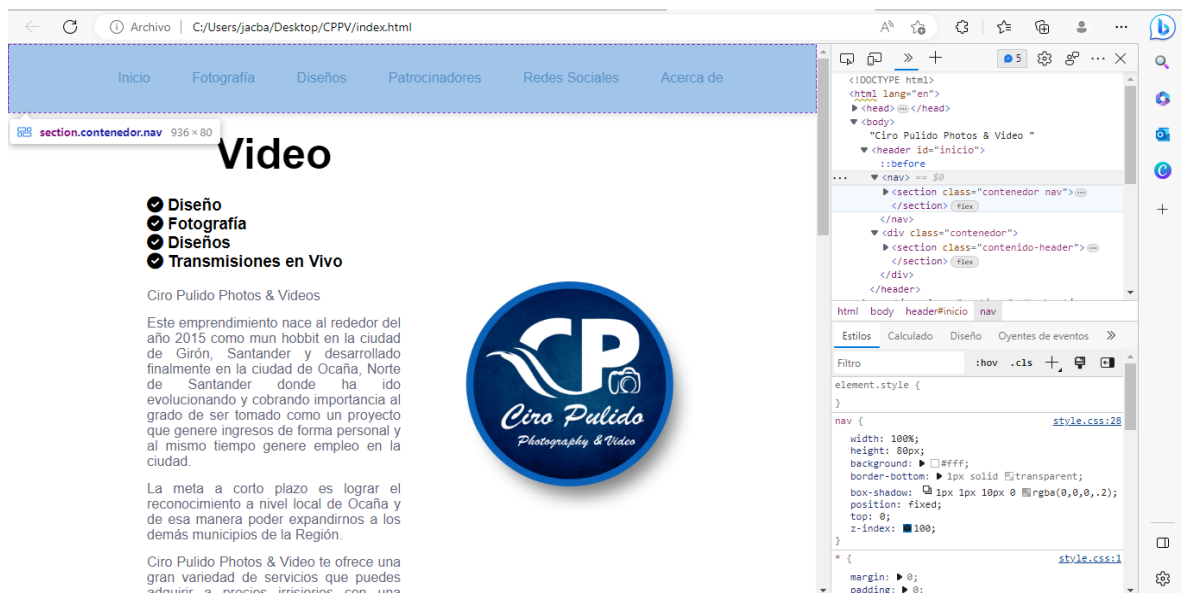 Archivo | C:/Users/jacba/Desktop/CPPV/index.html
Inicio Fotografía Diseños Patrocinadores Redes Sociales Acerca de
section.contenedor.nav 936 × 80
Video
Diseño
Fotografía
Diseños
Transmisiones en Vivo
Ciro Pulido Photos & Videos
Este emprendimiento nace al rededor del
año 2015 como mun hobbit en la ciudad
de Girón, Santander y desarrollado
finalmente en la ciudad de Ocaña, Norte
de Santander donde ha ido
evolucionando y cobrando importancia al
grado de ser tomado como un proyecto
que genere ingresos de forma personal y
al mismo tiempo genere empleo en la
ciudad.
La meta a corto plazo es lograr el
reconocimiento a nivel local de Ocaña y
de esa manera poder expandirnos a los
demás municipios de la Región.
Ciro Pulido Photos & Video te ofrece una
gran variedad de servicios que puedes
adquirir a precios irrisorios con una
CP
Ciro Pulido
Photography & Video
5
<!DOCTYPE html>
<html lang="en">
<head> </head>
<body>
"Ciro Pulido Photos & Video "
<header id="inicio">
::before
<nav> == $0
<section class="contenedor nav">
</section> flex
</nav>
<div class="contenedor">
<section class="contenido-header">
</section> flex
</div>
</header>
html body header#inicio nav
Estilos Calculado Diseño Oyentes de eventos
Filtro :hov .cls
element.style {
}
nav { style.css:28
width: 100%;
height: 80px;
background: #fff;
border-bottom: 1px solid transparent;
box-shadow: 1px 1px 10px 0 rgba(0,0,0,.2);
position: fixed;
top: 0;
z-index: 100;
}
* { style.css:1
margin: 0;
padding: 0;